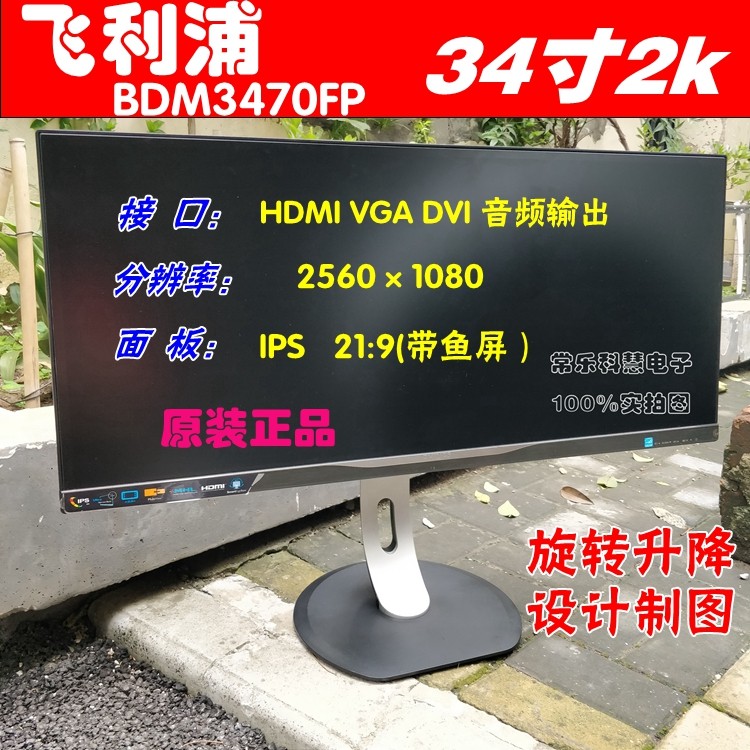 飞利浦
BDM3470FP
34寸2k
接 口： HDMI VGA DVI 音频输出
分辨率： 2560×1080
面 板： IPS 21:9(带鱼屏）
常乐科慧电子
100%实拍图
原装正品
IPS
MHL
HDMI
旋转升降
设计制图